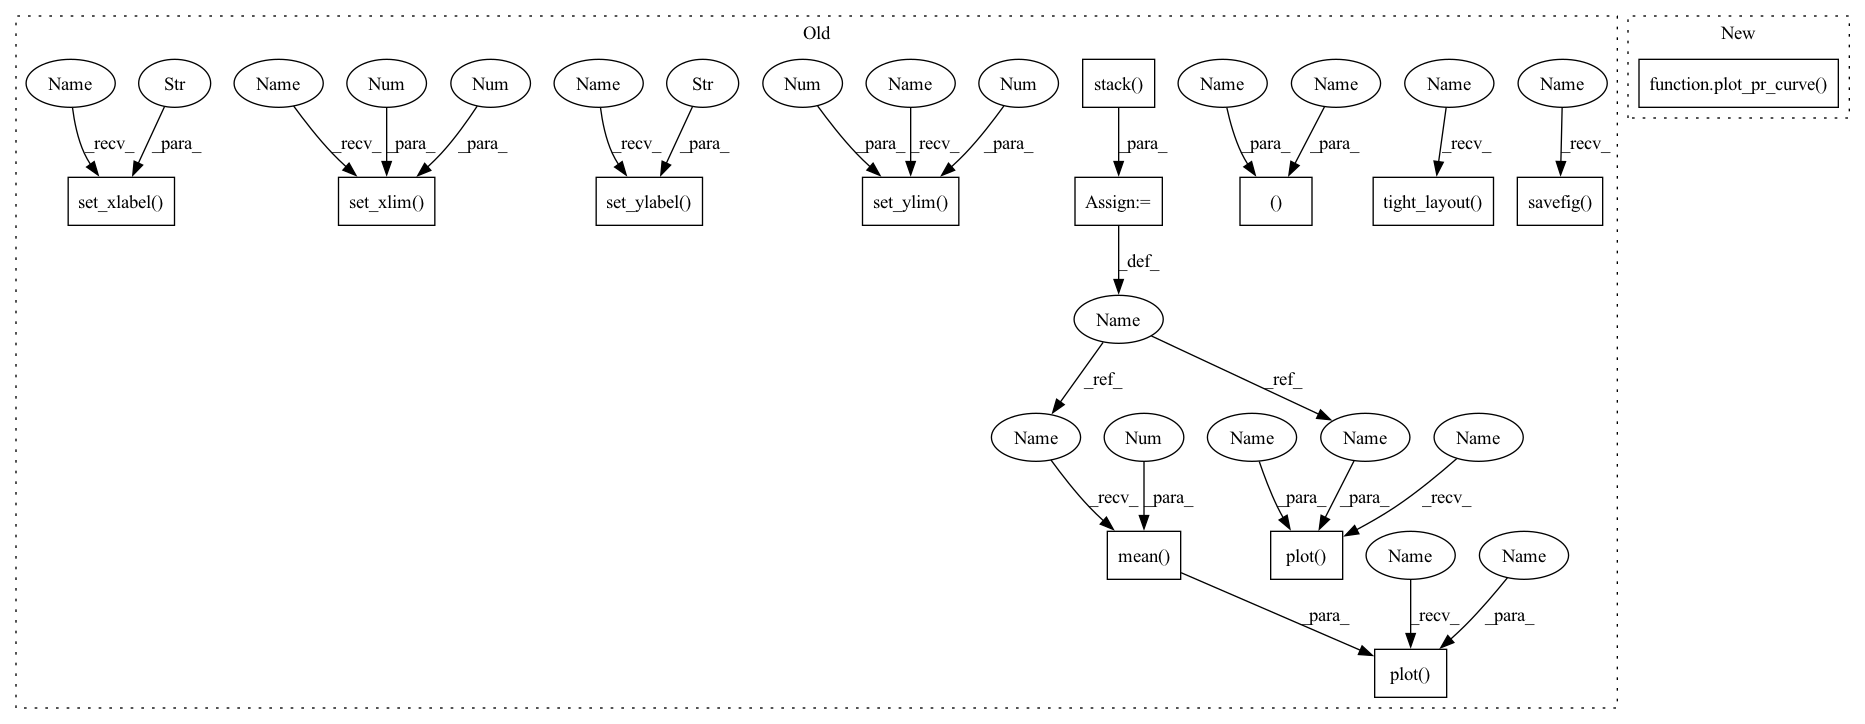 Old
New
Name Str Name Num Num Name Str Num Name Num stack() Name Name Name Name function.plot_pr_curve()
_recv_ _para_ _recv_ _para_ _para_ _recv_ _para_ _para_ _recv_ _para_ _para_ _para_ _para_ _recv_ _recv_
set_xlabel() set_xlim() set_ylabel() set_ylim() Assign:= () tight_layout() savefig()
_def_
Name
_ref_ _ref_
Name Num Name Name Name
_recv_ _para_ _para_ _para_ _recv_
mean() plot() Name Name
_para_ _recv_ _para_
plot()